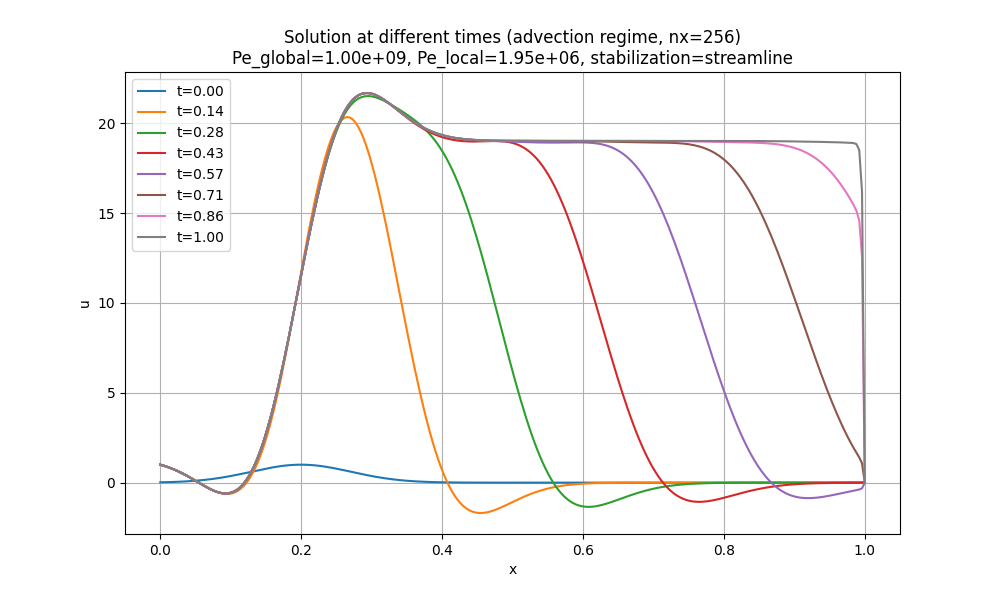 Solution at different times (advection regime, nx=256)
Pe_global=1.00e+09, Pe_local=1.95e+06, stabilization=streamline
t=0.00
t=0.14
t=0.28
t=0.43
t=0.57
t=0.71
t=0.86
t=1.00
20
15
10
5
0
u
0.0 0.2 0.4 0.6 0.8 1.0
x